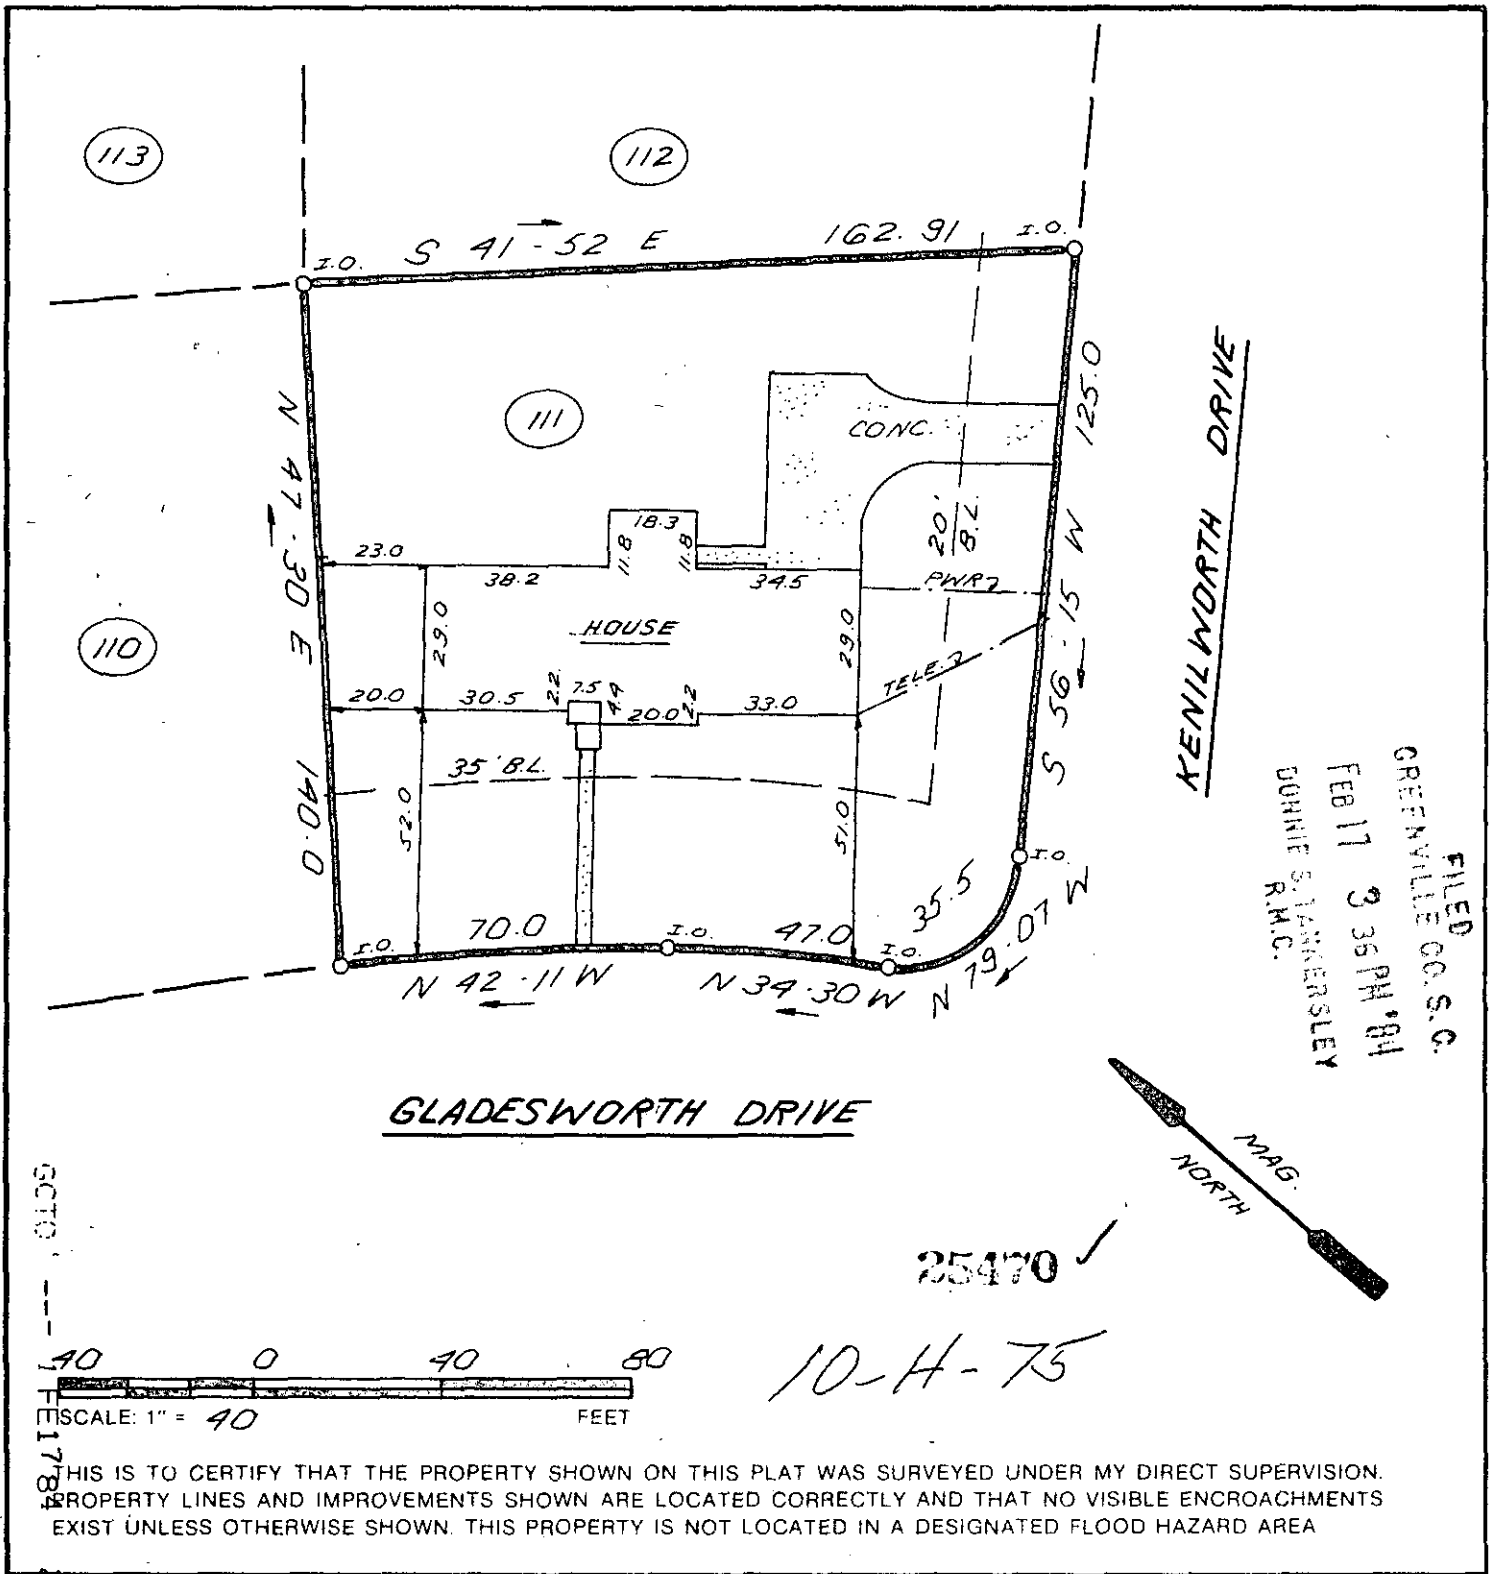 113
112
I.O.
S 41-52 E
162.91
I.O.
N 47-30 E
140.0
111
CONC.
125.0
S 56-15 W
KENILWORTH DRIVE
20'
B.L.
18.3
11.8
11.8
23.0
38.2
34.5
PWR
110
29.0
HOUSE
29.0
TELE.
20.0
30.5
2.2
7.5
4.4
20.0
2.2
33.0
35' B.L.
52.0
51.0
I.O.
35.5
N 79-07 W
I.O.
70.0
I.O.
47.0
I.O.
N 42-11 W
N 34-30 W
GLADESWORTH DRIVE
FILED
GREENVILLE CO. S.C.
FEB 17 3 36 PM '84
DONNIE S. TANKERSLEY
R.M.C.
MAG.
NORTH
25470
10-H-75
GCTO --- 1 FE17 84
40 0 40 80
SCALE: 1" = 40 FEET
THIS IS TO CERTIFY THAT THE PROPERTY SHOWN ON THIS PLAT WAS SURVEYED UNDER MY DIRECT SUPERVISION.
PROPERTY LINES AND IMPROVEMENTS SHOWN ARE LOCATED CORRECTLY AND THAT NO VISIBLE ENCROACHMENTS
EXIST UNLESS OTHERWISE SHOWN. THIS PROPERTY IS NOT LOCATED IN A DESIGNATED FLOOD HAZARD AREA